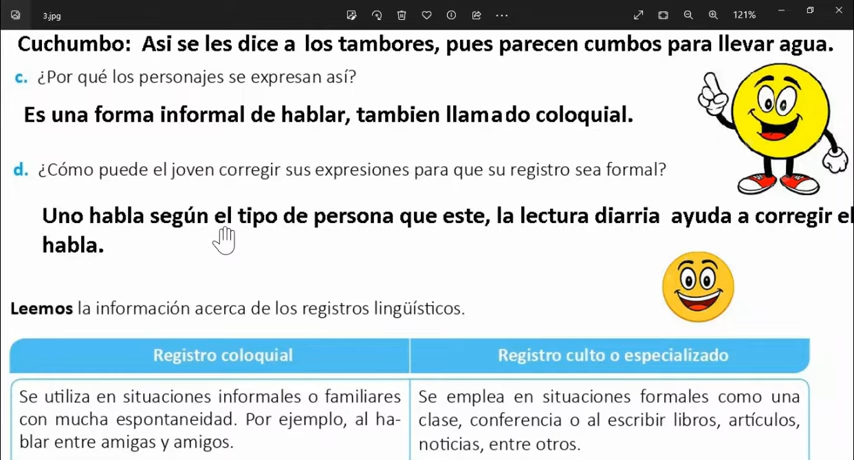 3.jpg
121%
Cuchumbo: Asi se les dice a los tambores, pues parecen cumbos para llevar agua.
c. ¿Por qué los personajes se expresan así?
Es una forma informal de hablar, tambien llamado coloquial.
d. ¿Cómo puede el joven corregir sus expresiones para que su registro sea formal?
Uno habla según el tipo de persona que este, la lectura diarria ayuda a corregir el
habla.
Leemos la información acerca de los registros lingüísticos.
Registro coloquial
Se utiliza en situaciones informales o familiares
con mucha espontaneidad. Por ejemplo, al ha-
blar entre amigas y amigos.
Registro culto o especializado
Se emplea en situaciones formales como una
clase, conferencia o al escribir libros, artículos,
noticias, entre otros.